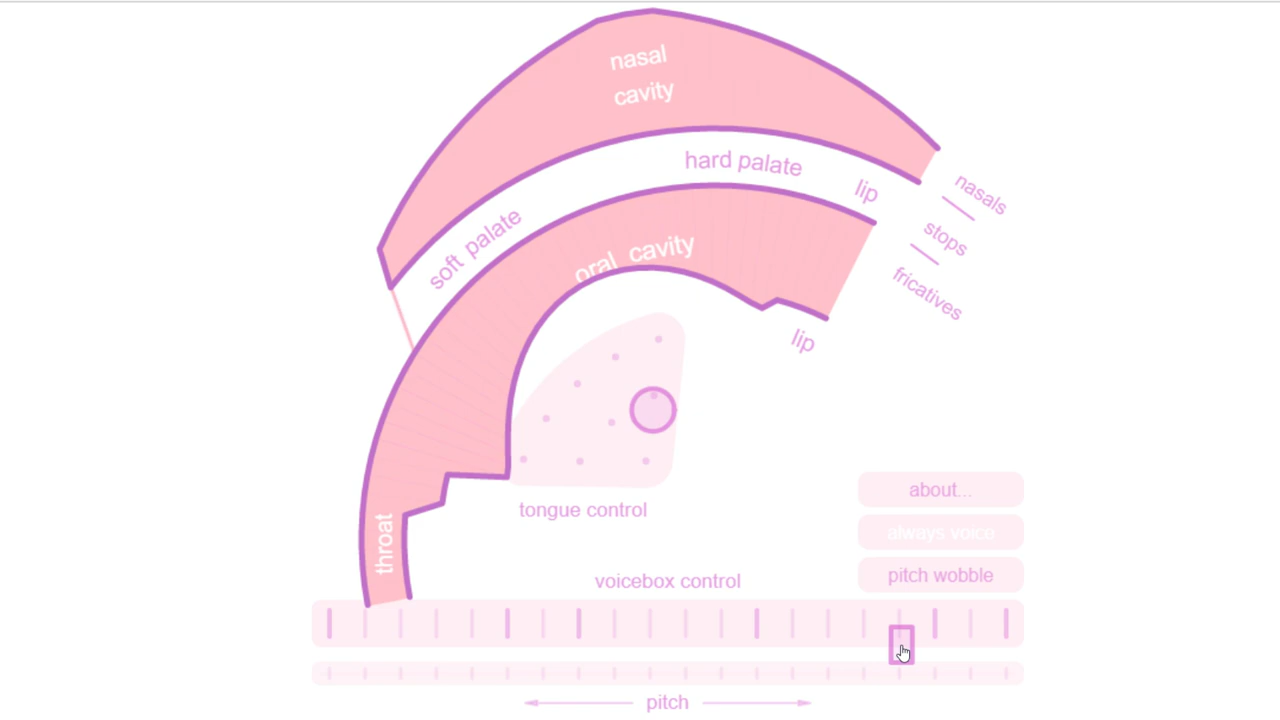 nasal
cavity
hard palate
lip
nasals
soft palate
stops
oral cavity
fricatives
lip
about...
tongue control
always voice
throat
voicebox control
pitch wobble
pitch